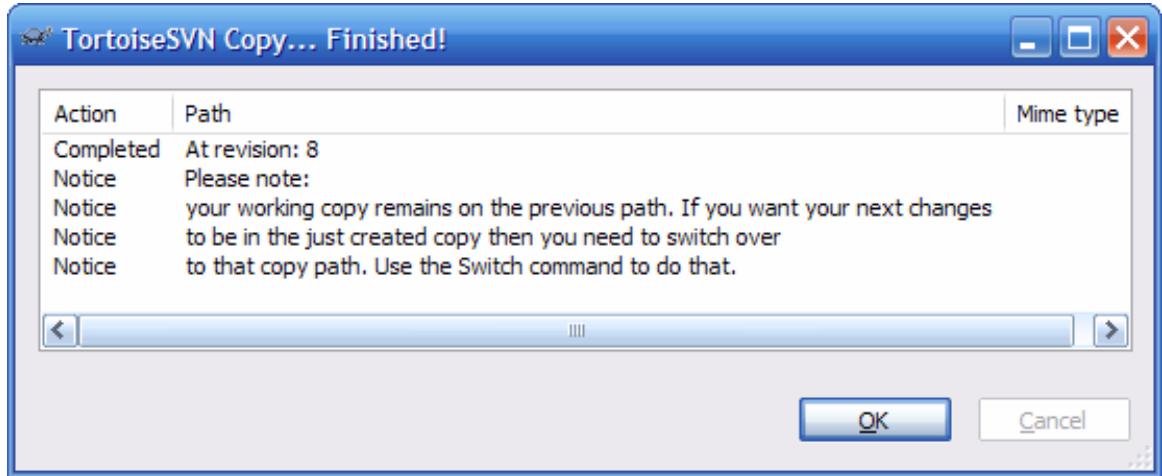 TortoiseSVN Copy... Finished!
Action Path Mime type
Completed At revision: 8
Notice Please note:
Notice your working copy remains on the previous path. If you want your next changes
Notice to be in the just created copy then you need to switch over
Notice to that copy path. Use the Switch command to do that.
OK Cancel